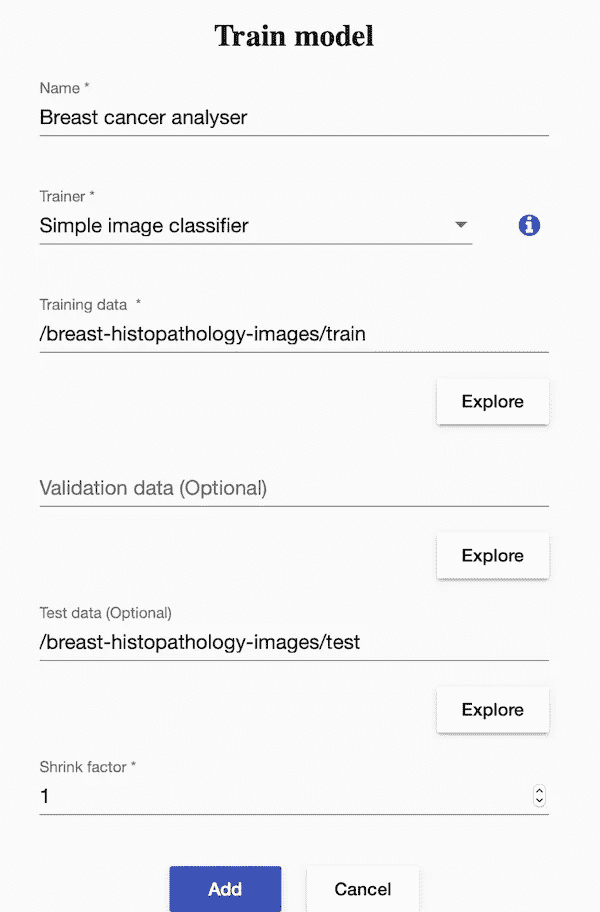 Train model
Name *
Breast cancer analyser
Trainer *
Simple image classifier
Training data *
/breast-histopathology-images/train
Explore
Validation data (Optional)
Explore
Test data (Optional)
/breast-histopathology-images/test
Explore
Shrink factor *
1
Add Cancel